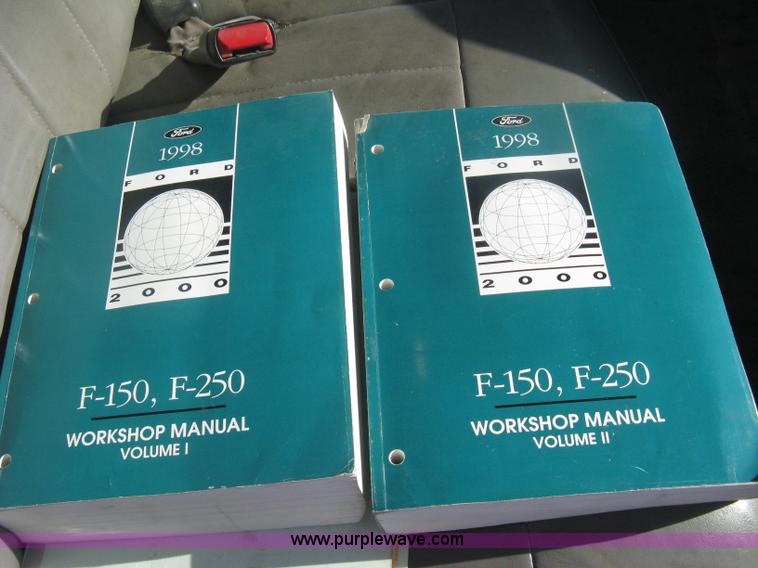 Ford
1998
FORD
2000
F-150, F-250
WORKSHOP MANUAL
VOLUME I
Ford
1998
FORD
2000
F-150, F-250
WORKSHOP MANUAL
VOLUME II
www.purplewave.com